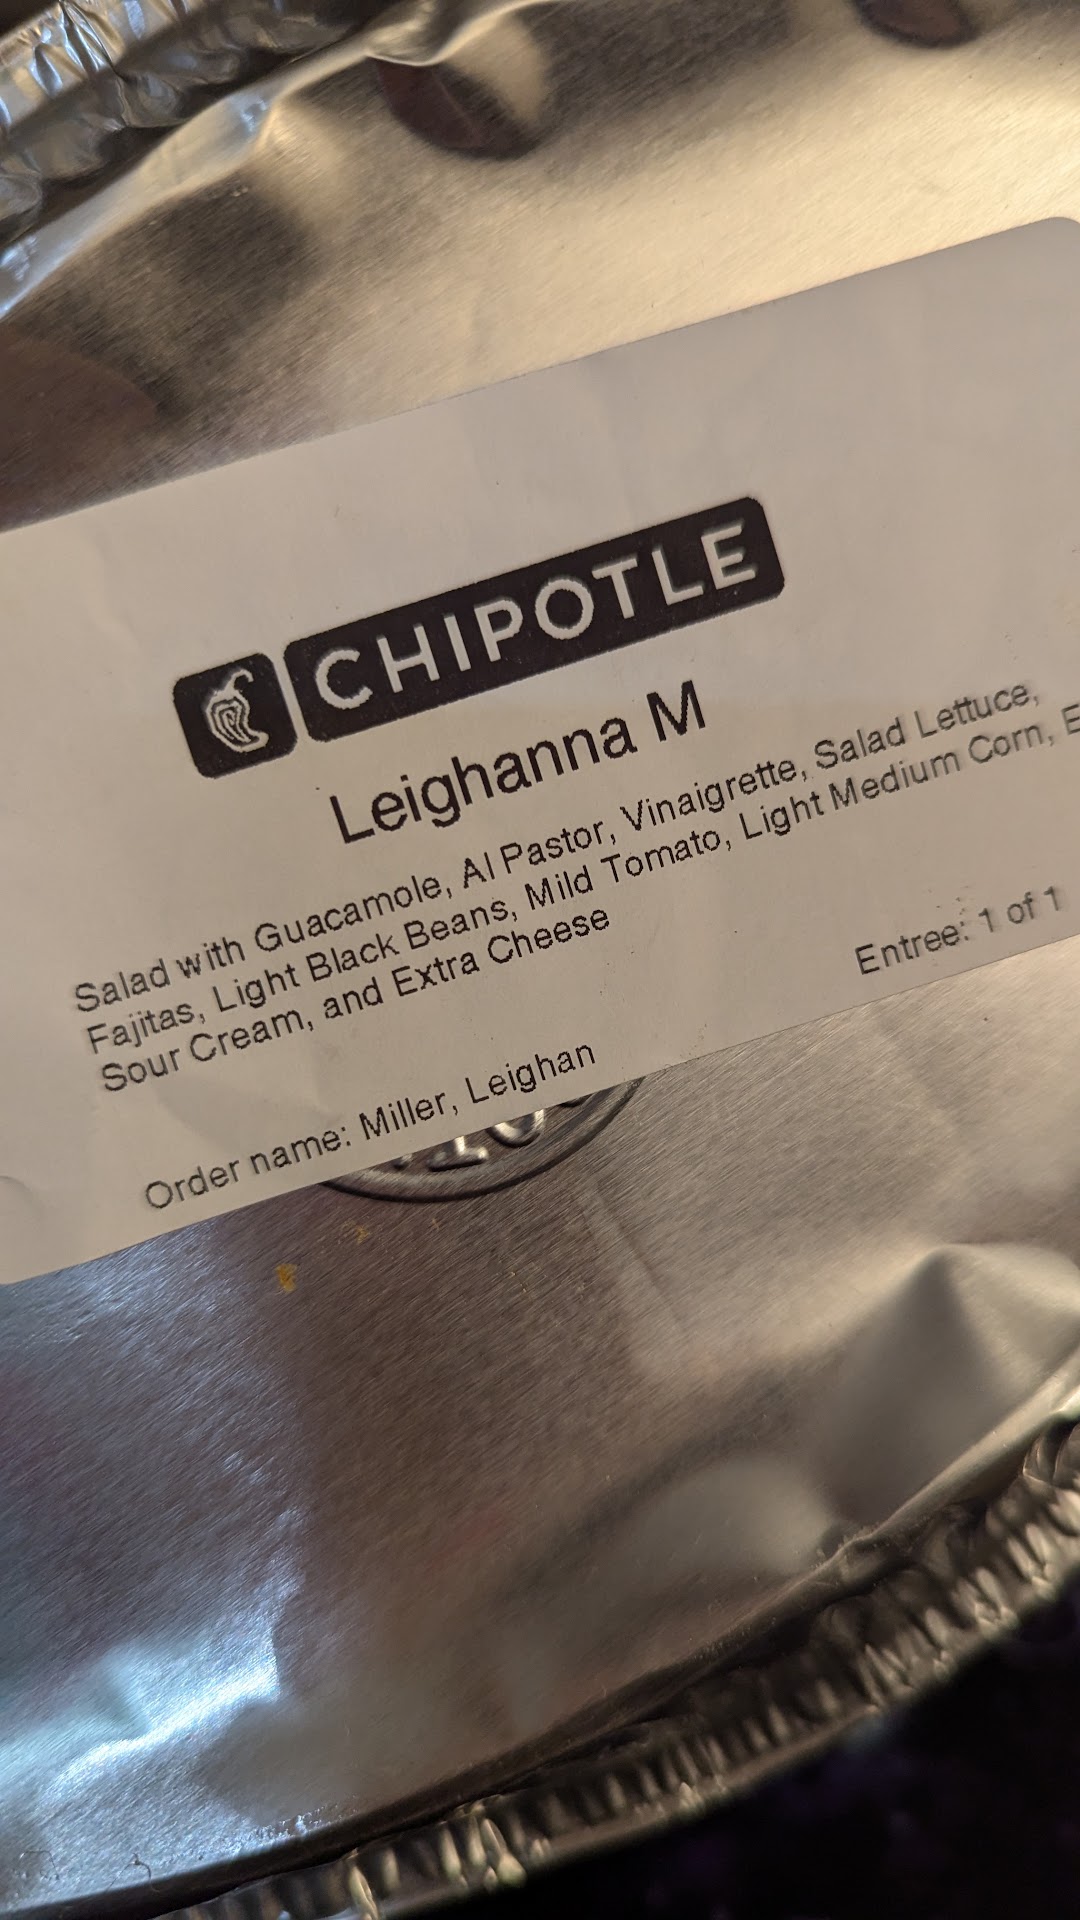 CHIPOTLE
Leighanna M
Salad with Guacamole, Al Pastor, Vinaigrette, Salad Lettuce,
Fajitas, Light Black Beans, Mild Tomato, Light Medium Corn,
Sour Cream, and Extra Cheese
Entree: 1 of 1
Order name: Miller, Leighan